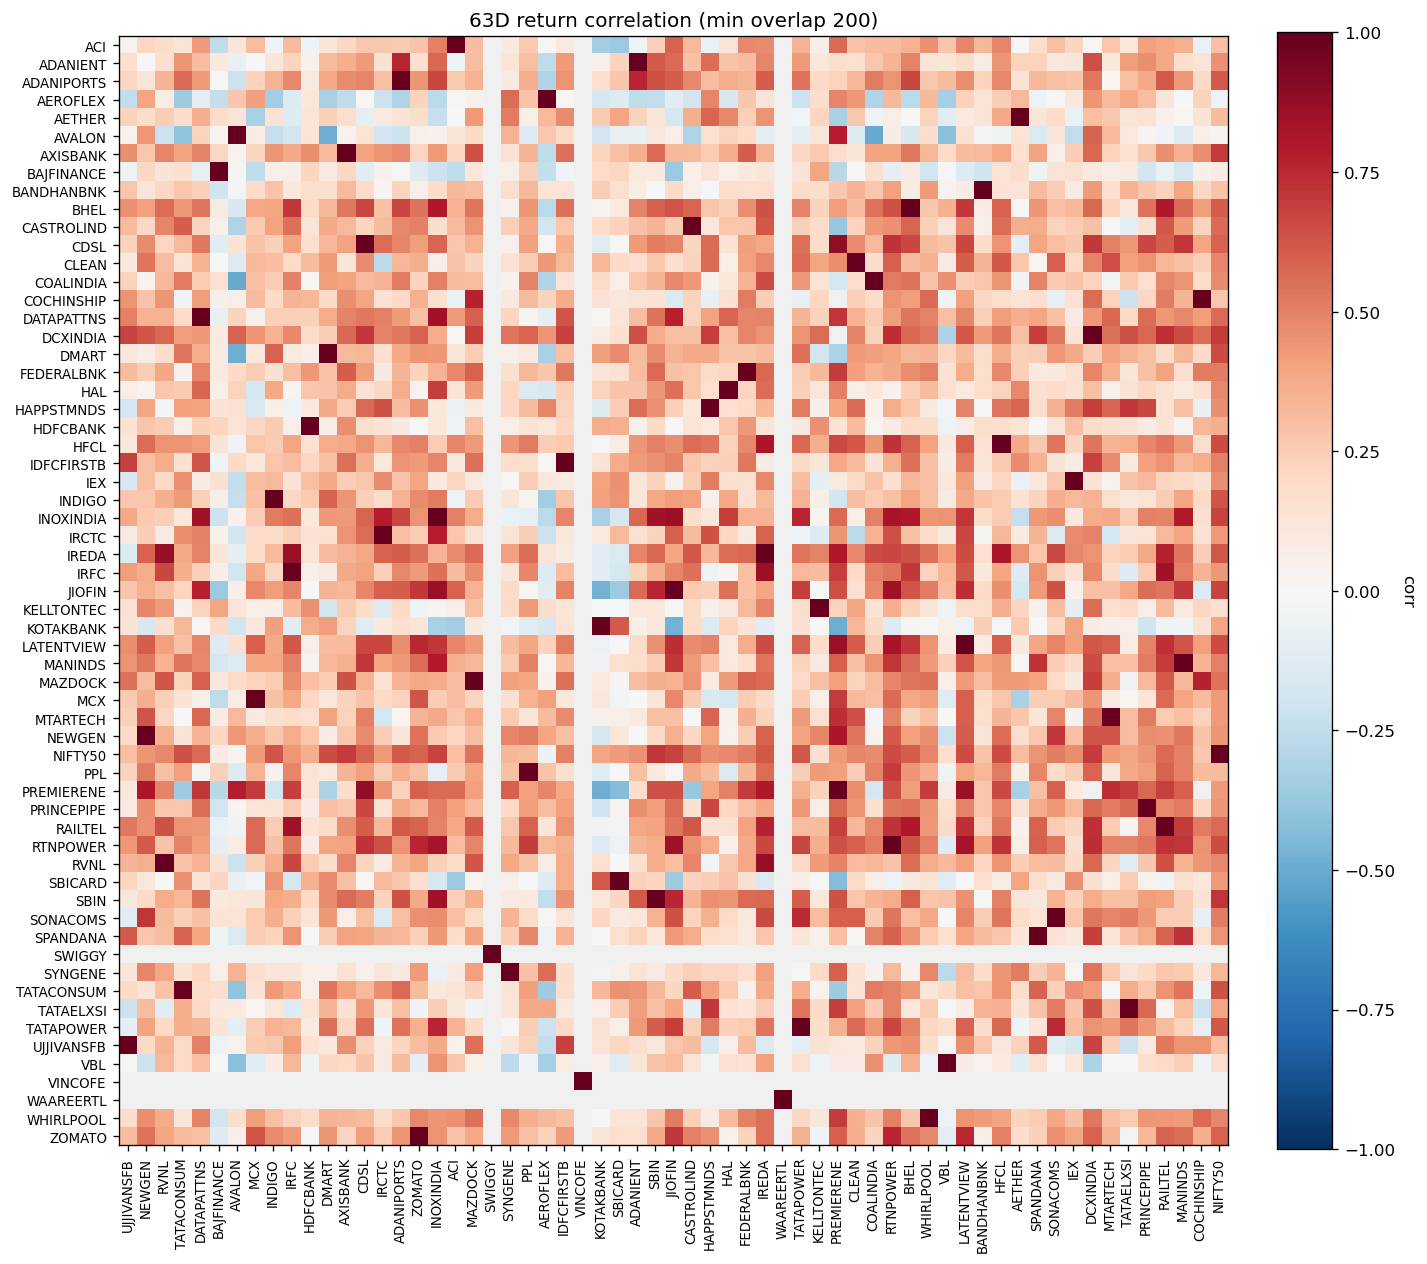 63D return correlation (min overlap 200)
ACI
ADANIENT
ADANIPORTS
AEROFLEX
AETHER
AVALON
AXISBANK
BAJFINANCE
BANDHANBNK
BHEL
CASTROLIND
CDSL
CLEAN
COALINDIA
COCHINSHIP
DATAPATTNS
DCXINDIA
DMART
FEDERALBNK
HAL
HAPPSTMNDS
HDFCBANK
HFCL
IDFCFIRSTB
IEX
INDIGO
INOXINDIA
IRCTC
IREDA
IRFC
JIOFIN
KELLTONTEC
KOTAKBANK
LATENTVIEW
MANINDS
MAZDOCK
MCX
MTARTECH
NEWGEN
NIFTY50
PPL
PREMIERENE
PRINCEPIPE
RAILTEL
RTNPOWER
RVNL
SBICARD
SBIN
SONACOMS
SPANDANA
SWIGGY
SYNGENE
TATACONSUM
TATAELXSI
TATAPOWER
UJJIVANSFB
VBL
VINCOFE
WAAREERTL
WHIRLPOOL
ZOMATO
UJJIVANSFB
NEWGEN
RVNL
TATACONSUM
DATAPATTNS
BAJFINANCE
AVALON
MCX
INDIGO
IRFC
HDFCBANK
DMART
AXISBANK
CDSL
IRCTC
ADANIPORTS
ZOMATO
INOXINDIA
ACI
MAZDOCK
SWIGGY
SYNGENE
PPL
AEROFLEX
IDFCFIRSTB
VINCOFE
KOTAKBANK
SBICARD
ADANIENT
SBIN
JIOFIN
CASTROLIND
HAPPSTMNDS
HAL
FEDERALBNK
IREDA
WAAREERTL
TATAPOWER
KELLTONTEC
PREMIERENE
CLEAN
COALINDIA
RTNPOWER
BHEL
WHIRLPOOL
VBL
LATENTVIEW
BANDHANBNK
HFCL
AETHER
SPANDANA
SONACOMS
IEX
DCXINDIA
MTARTECH
TATAELXSI
PRINCEPIPE
RAILTEL
MANINDS
COCHINSHIP
NIFTY50
1.00
0.75
0.50
0.25
0.00
−0.25
−0.50
−0.75
−1.00
corr